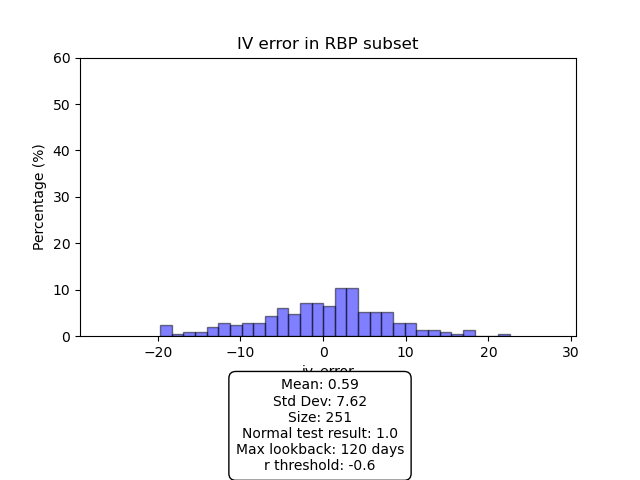 IV error in RBP subset
60
50
40
30
20
10
0
Percentage (%)
−20
−10
0
10
20
30
iv_error
Mean: 0.59
Std Dev: 7.62
Size: 251
Normal test result: 1.0
Max lookback: 120 days
r threshold: -0.6